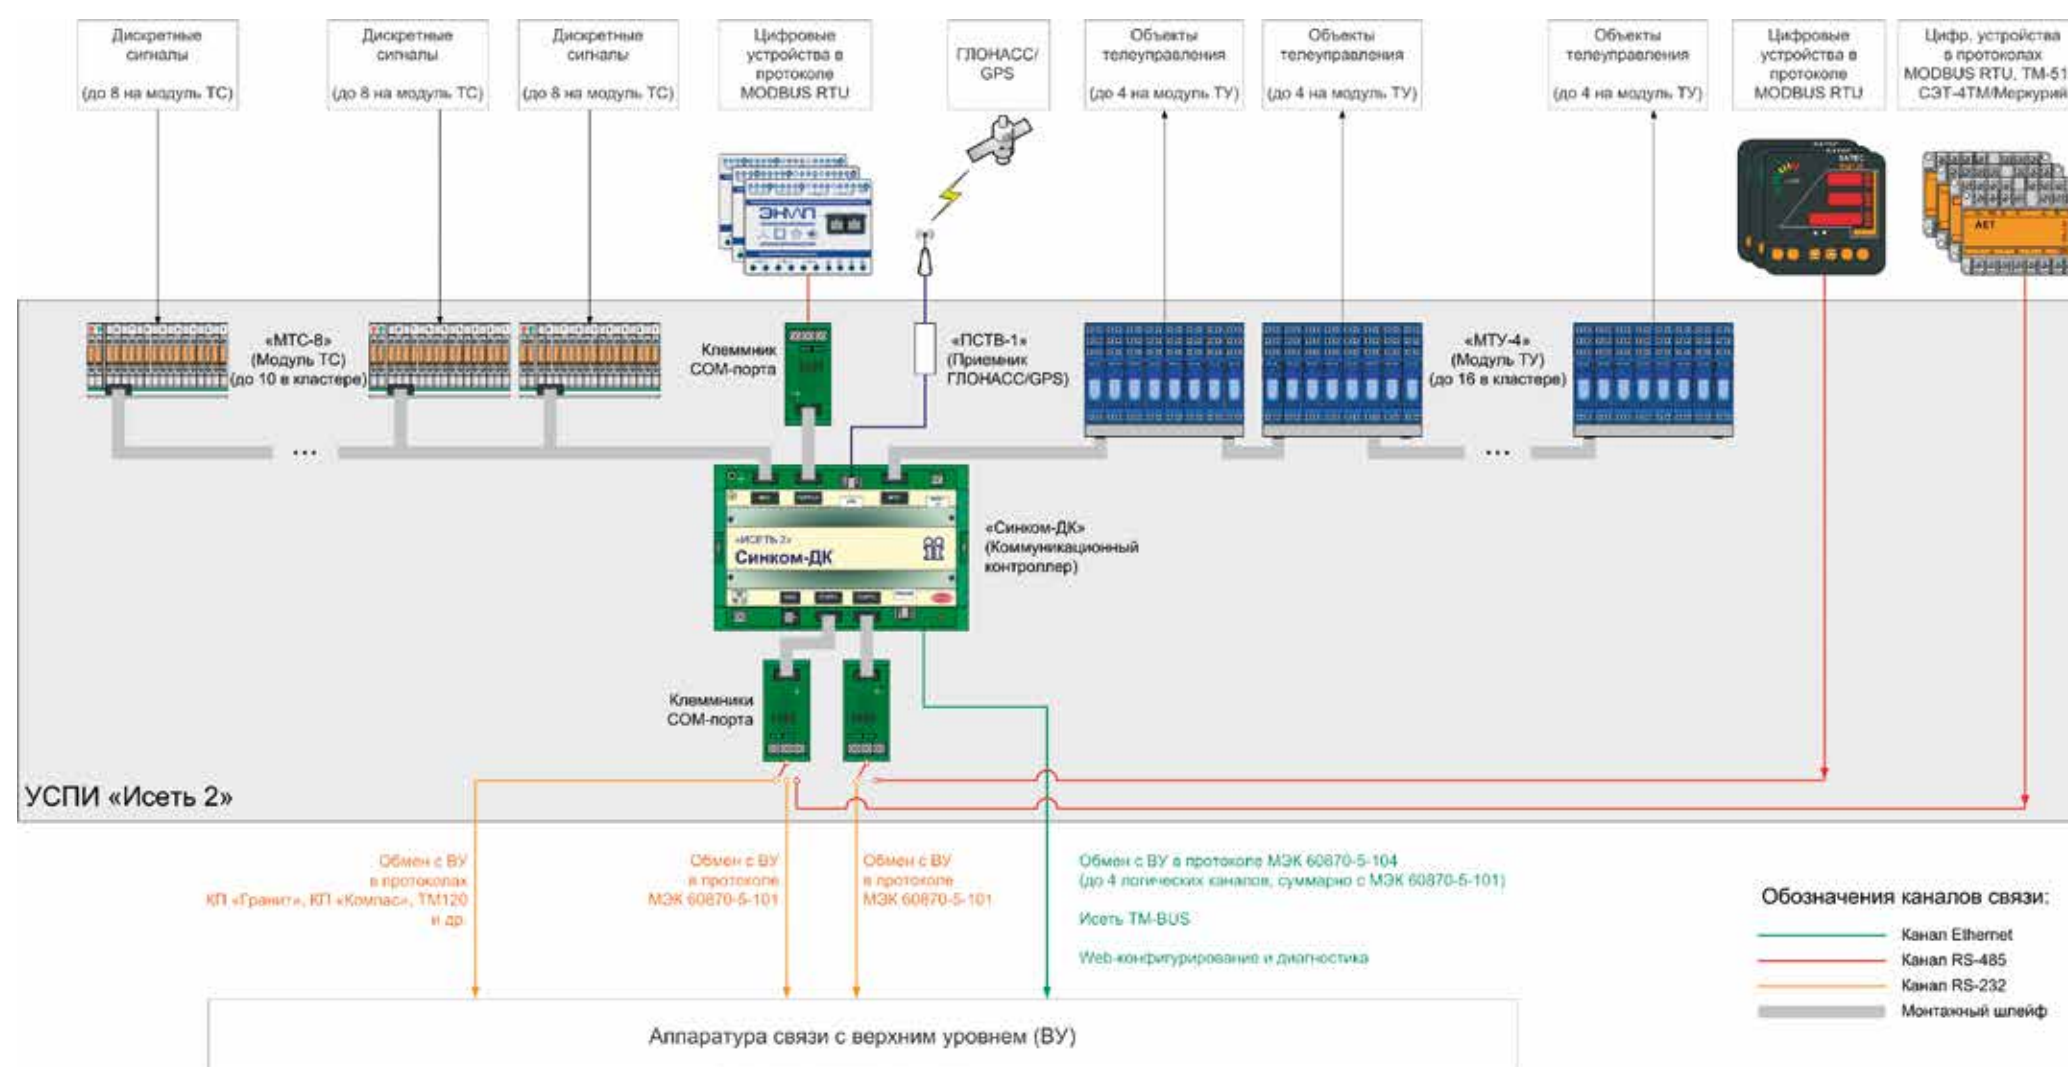 Дискретные
сигналы
(до 8 на модуль ТС)
Дискретные
сигналы
(до 8 на модуль ТС)
Дискретные
сигналы
(до 8 на модуль ТС)
Цифровые
устройства в
протоколе
MODBUS RTU
ГЛОНАСС/
GPS
Объекты
телеуправления
(до 4 на модуль ТУ)
Объекты
телеуправления
(до 4 на модуль ТУ)
Объекты
телеуправления
(до 4 на модуль ТУ)
Цифровые
устройства в
протоколе
MODBUS RTU
Цифр. устройства
в протоколах
MODBUS RTU, ТМ-51
СЭТ-4ТМ/Меркурий
ЭНИП
SATEC
AET
«МТС-8»
(Модуль ТС)
(до 10 в кластере)
Клеммник
COM-порта
«ПСТВ-1»
(Приемник
ГЛОНАСС/GPS)
«МТУ-4»
(Модуль ТУ)
(до 16 в кластере)
...
...
«ИСЕТЬ 2»
Синком-ДК
«Синком-ДК»
(Коммуникационный
контроллер)
Клеммники
COM-порта
УСПИ «Исеть 2»
Обмен с ВУ
в протоколах
КП «Гранит», КП «Компас», ТМ120
и др.
Обмен с ВУ
в протоколе
МЭК 60870-5-101
Обмен с ВУ
в протоколе
МЭК 60870-5-101
Обмен с ВУ в протоколе МЭК 60870-5-104
(до 4 логических каналов, суммарно с МЭК 60870-5-101)
Исеть TM-BUS
Web-конфигурирование и диагностика
Обозначения каналов связи:
Канал Ethernet
Канал RS-485
Канал RS-232
Монтажный шлейф
Аппаратура связи с верхним уровнем (ВУ)